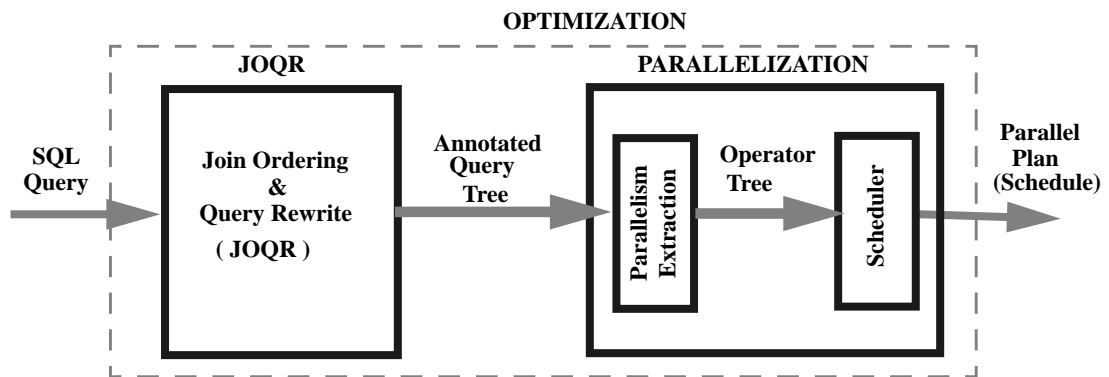 OPTIMIZATION
JOQR
PARALLELIZATION
SQL
Query
Join Ordering
&
Query Rewrite
( JOQR )
Annotated
Query
Tree
Parallelism
Extraction
Operator
Tree
Scheduler
Parallel
Plan
(Schedule)